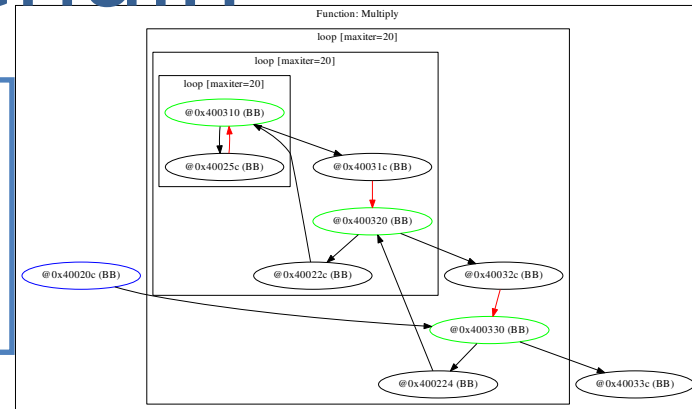 Function: Multiply
loop [maxiter=20]
loop [maxiter=20]
loop [maxiter=20]
@0x400310 (BB)
@0x40025c (BB)
@0x40031c (BB)
@0x400320 (BB)
@0x40020c (BB)
@0x40022c (BB)
@0x40032c (BB)
@0x400330 (BB)
@0x400224 (BB)
@0x40033c (BB)